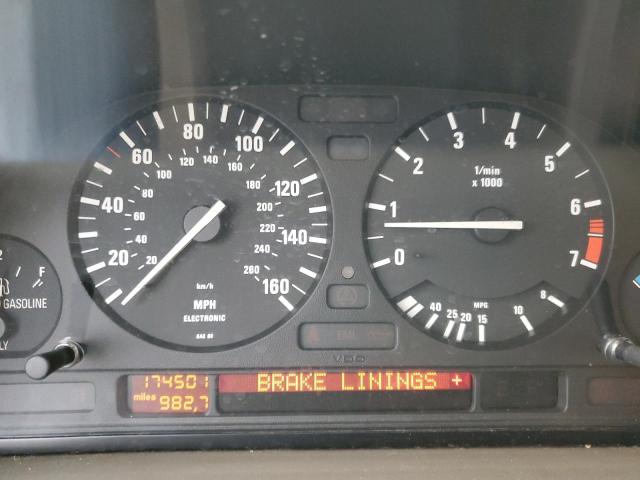 60 80 100 120 140 160
40
20
100 120 140 160 180 200 220 240 260
80
60
40
20
km/h
MPH
ELECTRONIC
0 1 2 3 4 5 6 7
1/min
x 1000
MPG
40 25 20 15 10 8
F
GASOLINE
VDO
174501
miles 982,7
BRAKE LININGS +